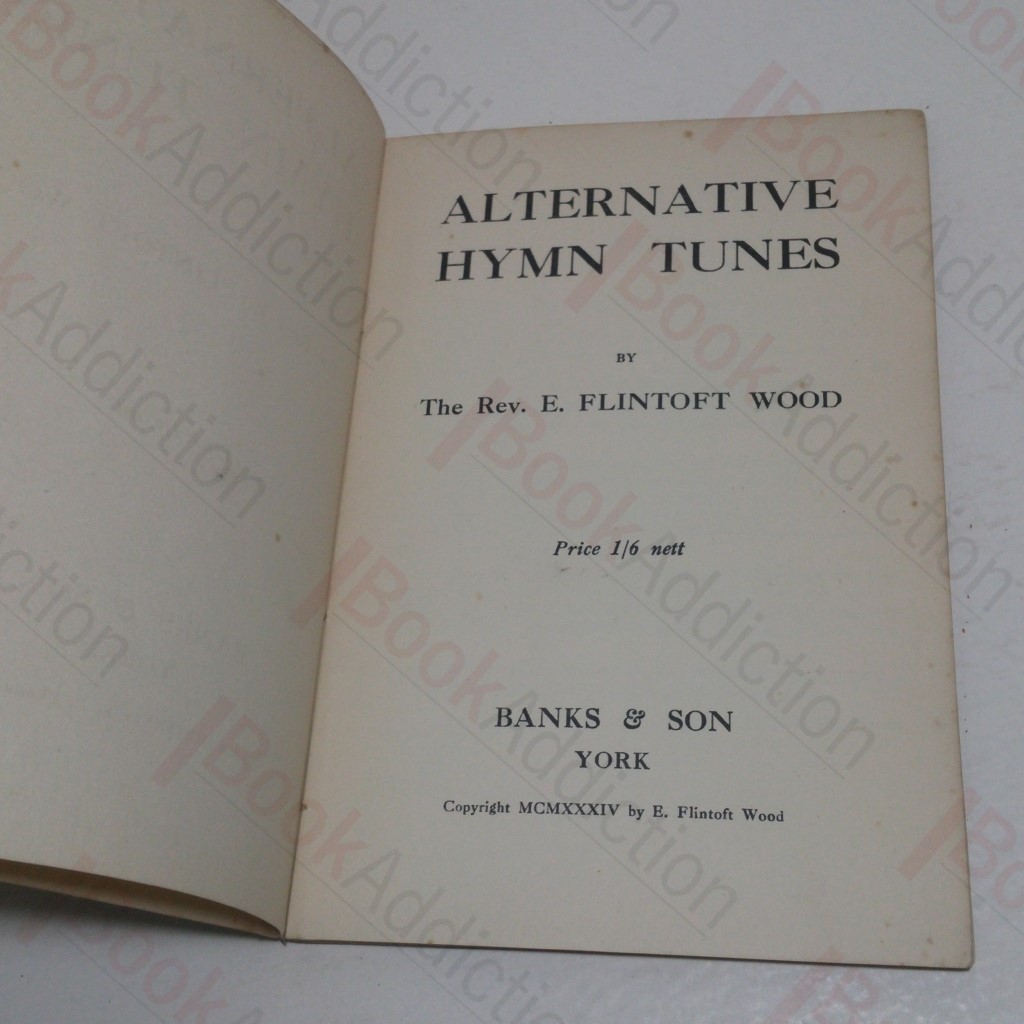 ALTERNATIVE
HYMN TUNES
BY
The Rev. E. FLINTOFT WOOD
Price 1/6 nett
BANKS & SON
YORK
Copyright MCMXXXIV by E. Flintoft Wood
BookAddiction